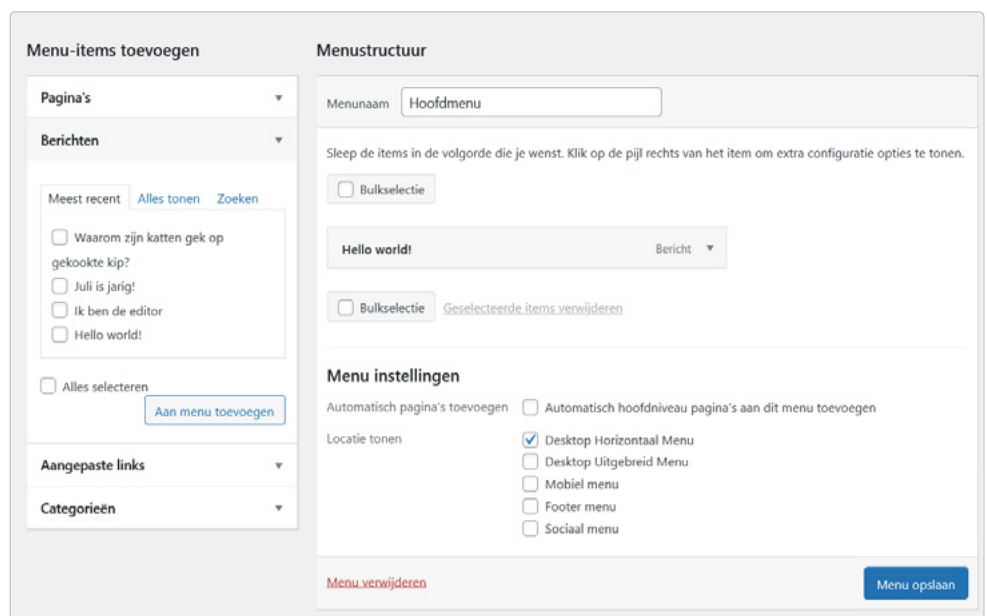 Menu-items toevoegen
Pagina's
Berichten
Meest recent Alles tonen Zoeken
Waarom zijn katten gek op
gekookte kip?
Juli is jarig!
Ik ben de editor
Hello world!
Alles selecteren
Aan menu toevoegen
Aangepaste links
Categorieën
Menustructuur
Menunaam Hoofdmenu
Sleep de items in de volgorde die je wenst. Klik op de pijl rechts van het item om extra configuratie opties te tonen.
Bulkselectie
Hello world! Bericht
Bulkselectie Geselecteerde items verwijderen
Menu instellingen
Automatisch pagina's toevoegen Automatisch hoofdniveau pagina's aan dit menu toevoegen
Locatie tonen Desktop Horizontaal Menu
Desktop Uitgebreid Menu
Mobiel menu
Footer menu
Sociaal menu
Menu verwijderen Menu opslaan